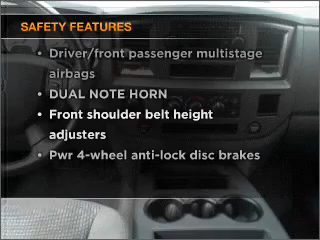 SAFETY FEATURES
• Driver/front passenger multistage
airbags
• DUAL NOTE HORN
• Front shoulder belt height
adjusters
• Pwr 4-wheel anti-lock disc brakes